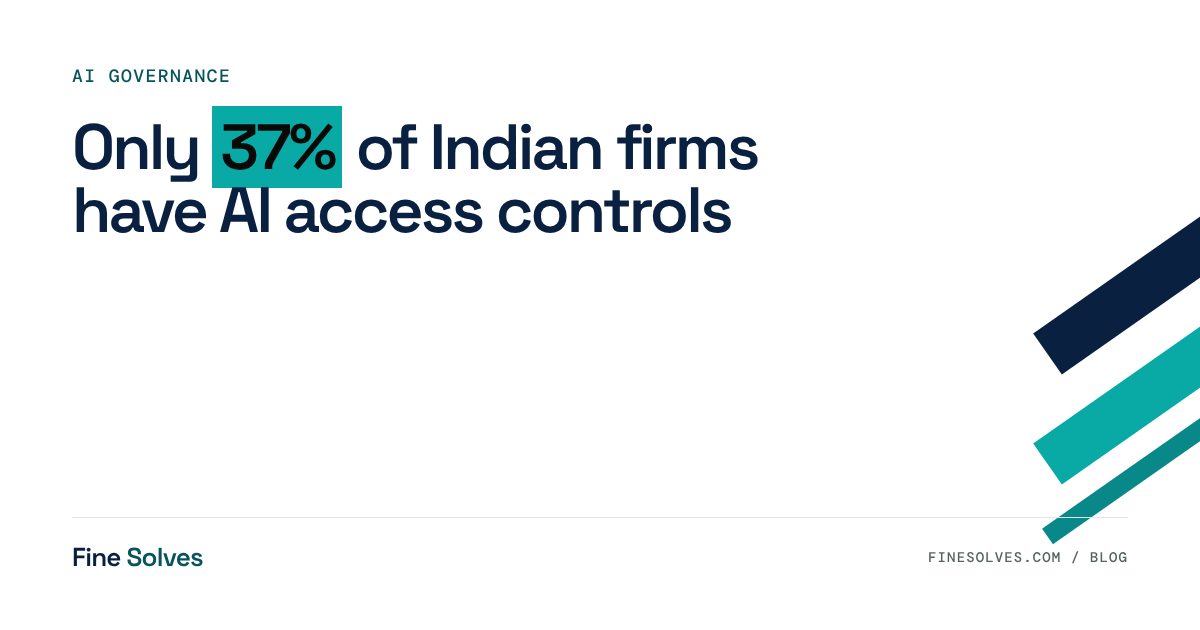 AI GOVERNANCE
Only 37% of Indian firms
have AI access controls
Fine Solves
FINESOLVES.COM / BLOG